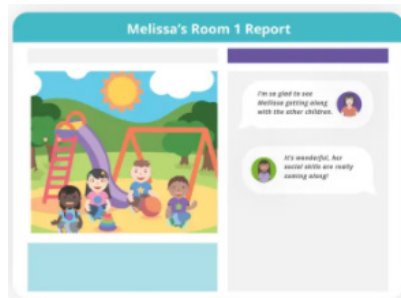 Melissa's Room 1 Report
I'm so glad to see
Melissa getting along
with the other children.
It's wonderful, her
social skills are really
coming along!